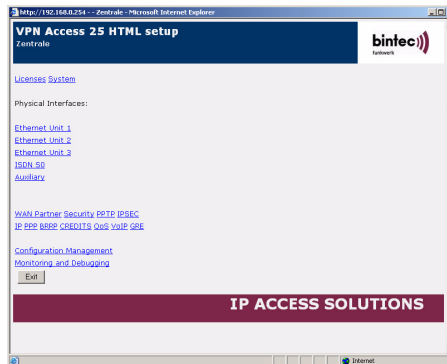 http://192.168.0.254 - - Zentrale - Microsoft Internet Explorer
VPN Access 25 HTML setup
Zentrale
bintec
funkwerk
Licenses System
Physical Interfaces:
Ethernet Unit 1
Ethernet Unit 2
Ethernet Unit 3
ISDN S0
Auxiliary
WAN Partner Security PPTP IPSEC
IP PPP BRRP CREDITS QoS VoIP GRE
Configuration Management
Monitoring and Debugging
Exit
IP ACCESS SOLUTIONS
Internet